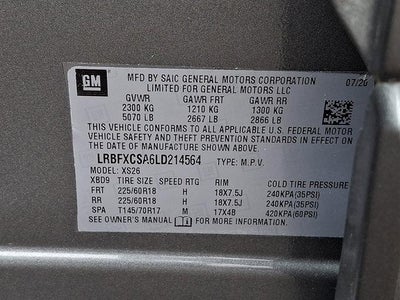 GM
MFD BY SAIC GENERAL MOTORS CORPORATION 07/20
LIMITED FOR GENERAL MOTORS LLC
GVWR GAWR FRT GAWR RR
2300 KG 1210 KG 1300 KG
5070 LB 2667 LB 2866 LB
THIS VEHICLE CONFORMS TO ALL APPLICABLE U.S. FEDERAL MOTOR
VEHICLE SAFETY AND THEFT PREVENTION STANDARDS IN EFFECT ON
THE DATE OF MANUFACTURE SHOWN ABOVE.
LRBFXCSA6LD214564 TYPE: M.P.V.
MODEL: XS26
XBD9 TIRE SIZE SPEED RTG RIM COLD TIRE PRESSURE
FRT 225/60R18 H 18X7.5J 240KPA(35PSI)
RR 225/60R18 H 18X7.5J 240KPA(35PSI)
SPA T145/70R17 M 17X4B 420KPA(60PSI)
SEE OWNER'S MANUAL FOR MORE INFORMATION.